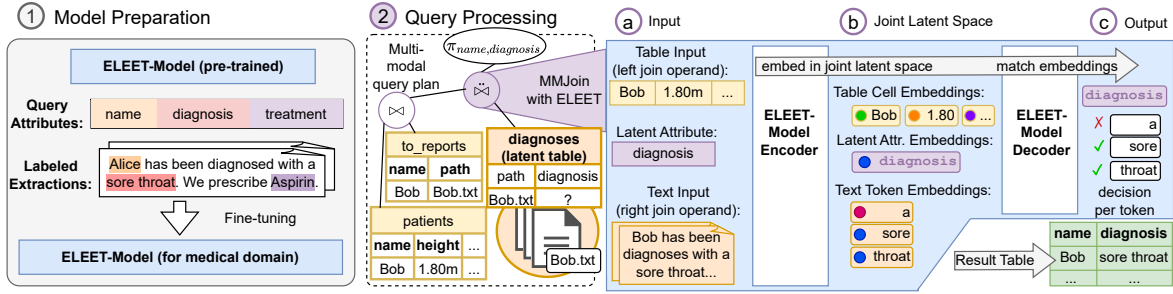 1 Model Preparation
ELEET-Model (pre-trained)
Query
Attributes:
name
diagnosis
treatment
Labeled
Extractions:
Alice has been diagnosed with a
sore throat. We prescribe Aspirin.
Fine-tuning
ELEET-Model (for medical domain)
2 Query Processing
Multi-
modal
query plan
π name,diagnosis
⋈
⋈̈
MMJoin
with ELEET
to_reports
name path
Bob Bob.txt
diagnoses
(latent table)
path diagnosis
Bob.txt ?
patients
name height ...
Bob 1.80m ...
Bob.txt
a Input
Table Input
(left join operand):
Bob 1.80m ...
Latent Attribute:
diagnosis
Text Input
(right join operand):
Bob has been
diagnoses with a
sore throat...
b Joint Latent Space
embed in joint latent space
match embeddings
ELEET-
Model
Encoder
Table Cell Embeddings:
Bob 1.80 ...
Latent Attr. Embeddings:
diagnosis
Text Token Embeddings:
a
sore
throat
ELEET-
Model
Decoder
c Output
diagnosis
✗ a
✓ sore
✓ throat
decision
per token
Result Table
name diagnosis
Bob sore throat
... ...